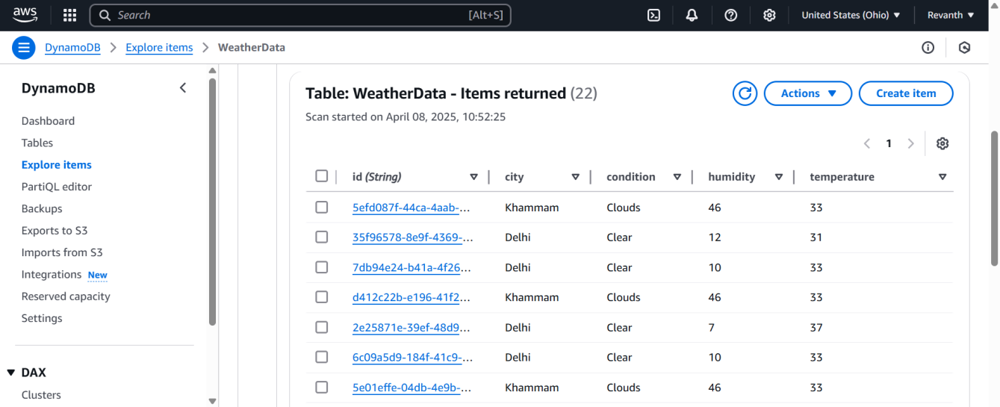 aws Search [Alt+S] United States (Ohio) Revanth
DynamoDB Explore items WeatherData
DynamoDB
Dashboard
Tables
Explore items
PartiQL editor
Backups
Exports to S3
Imports from S3
Integrations New
Reserved capacity
Settings
DAX
Clusters
Table: WeatherData - Items returned (22)
Actions Create item
Scan started on April 08, 2025, 10:52:25
1
id (String) city condition humidity temperature
5efd087f-44ca-4aab-... Khammam Clouds 46 33
35f96578-8e9f-4369-... Delhi Clear 12 31
7db94e24-b41a-4f26... Delhi Clear 10 33
d412c22b-e196-41f2... Khammam Clouds 46 33
2e25871e-39ef-48d9... Delhi Clear 7 37
6c09a5d9-184f-41c9-... Delhi Clear 10 33
5e01effe-04db-4e9b-... Khammam Clouds 46 33